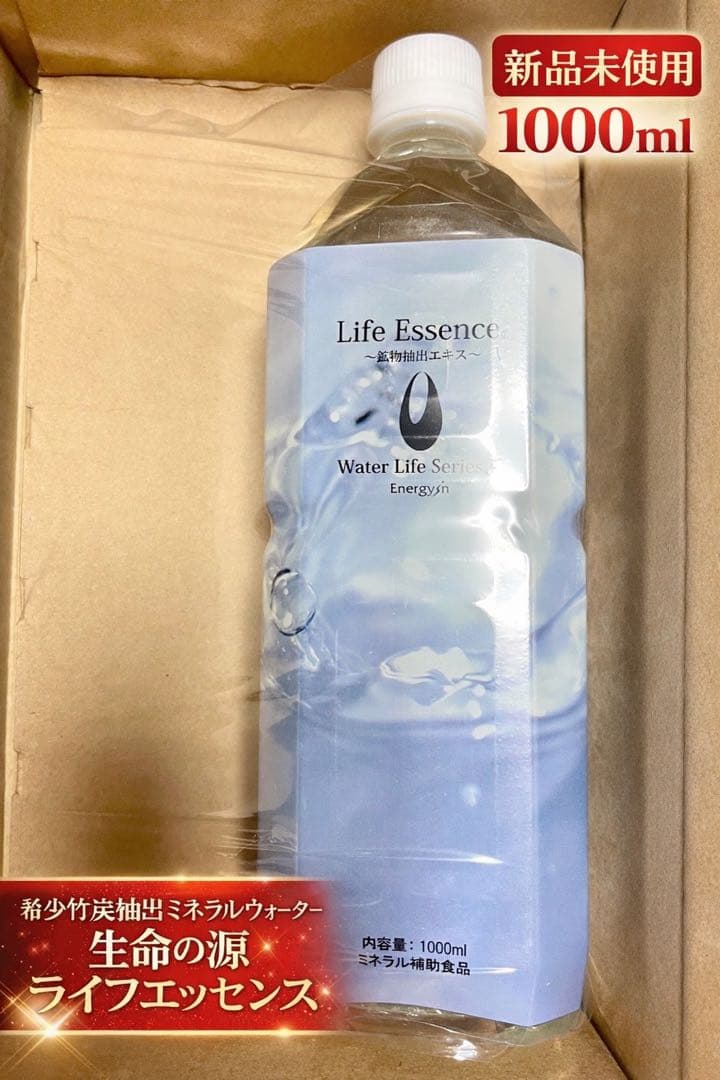 新品未使用
1000ml
Life Essence
~鉱物抽出エキス~
Water Life Series
Energysin
内容量：1000ml
ミネラル補助食品
希少竹炭抽出ミネラルウォーター
生命の源
ライフエッセンス